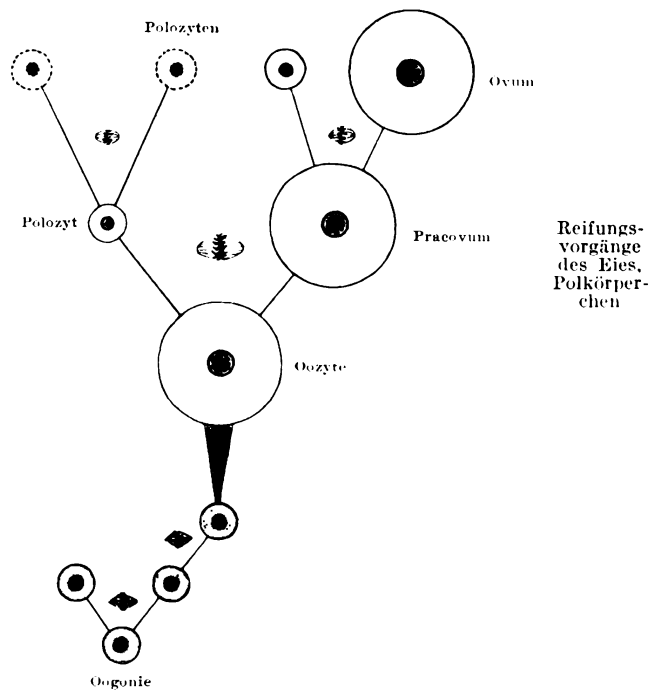 Polozyten
Ovum
Polozyt
Praeovum
Reifungs-
vorgänge
des Eies,
Polkörper-
chen
Oozyte
Oogonie